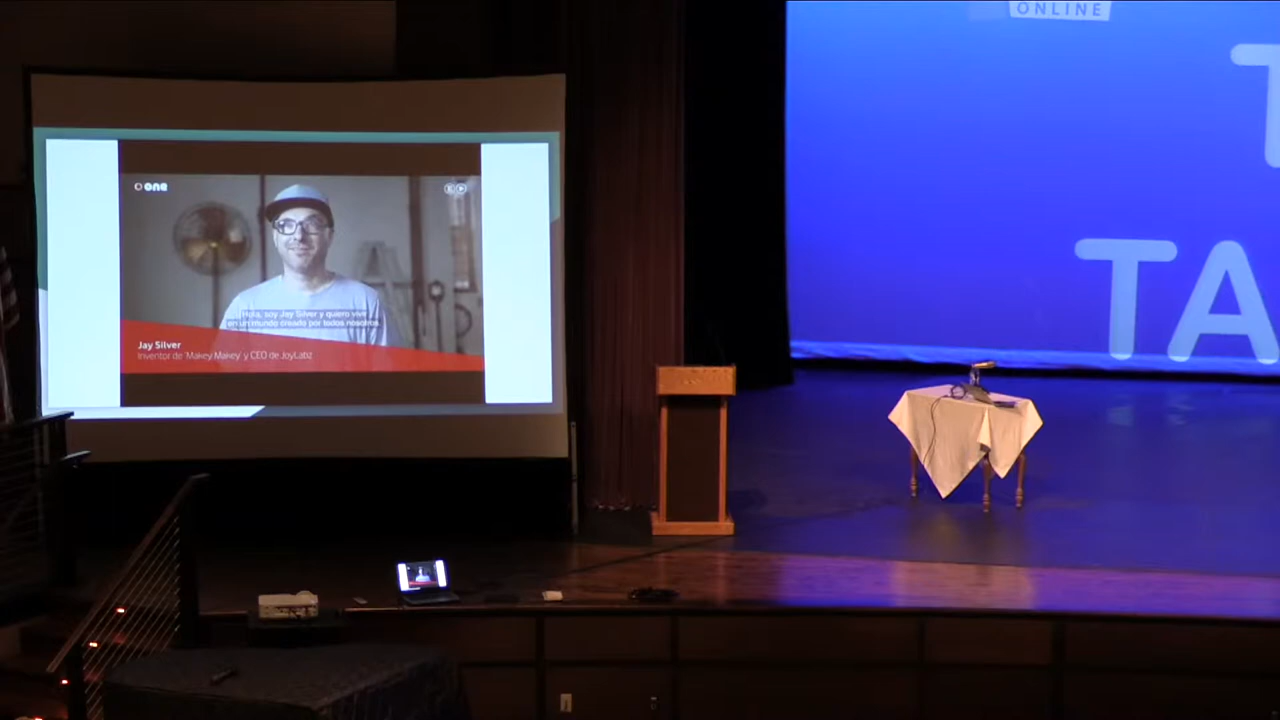 one
Hola, soy Jay Silver y quiero vivir
en un mundo creado por todos nosotros.
Jay Silver
Inventor de 'Makey Makey' y CEO de JoyLabz
ONLINE
T
TA